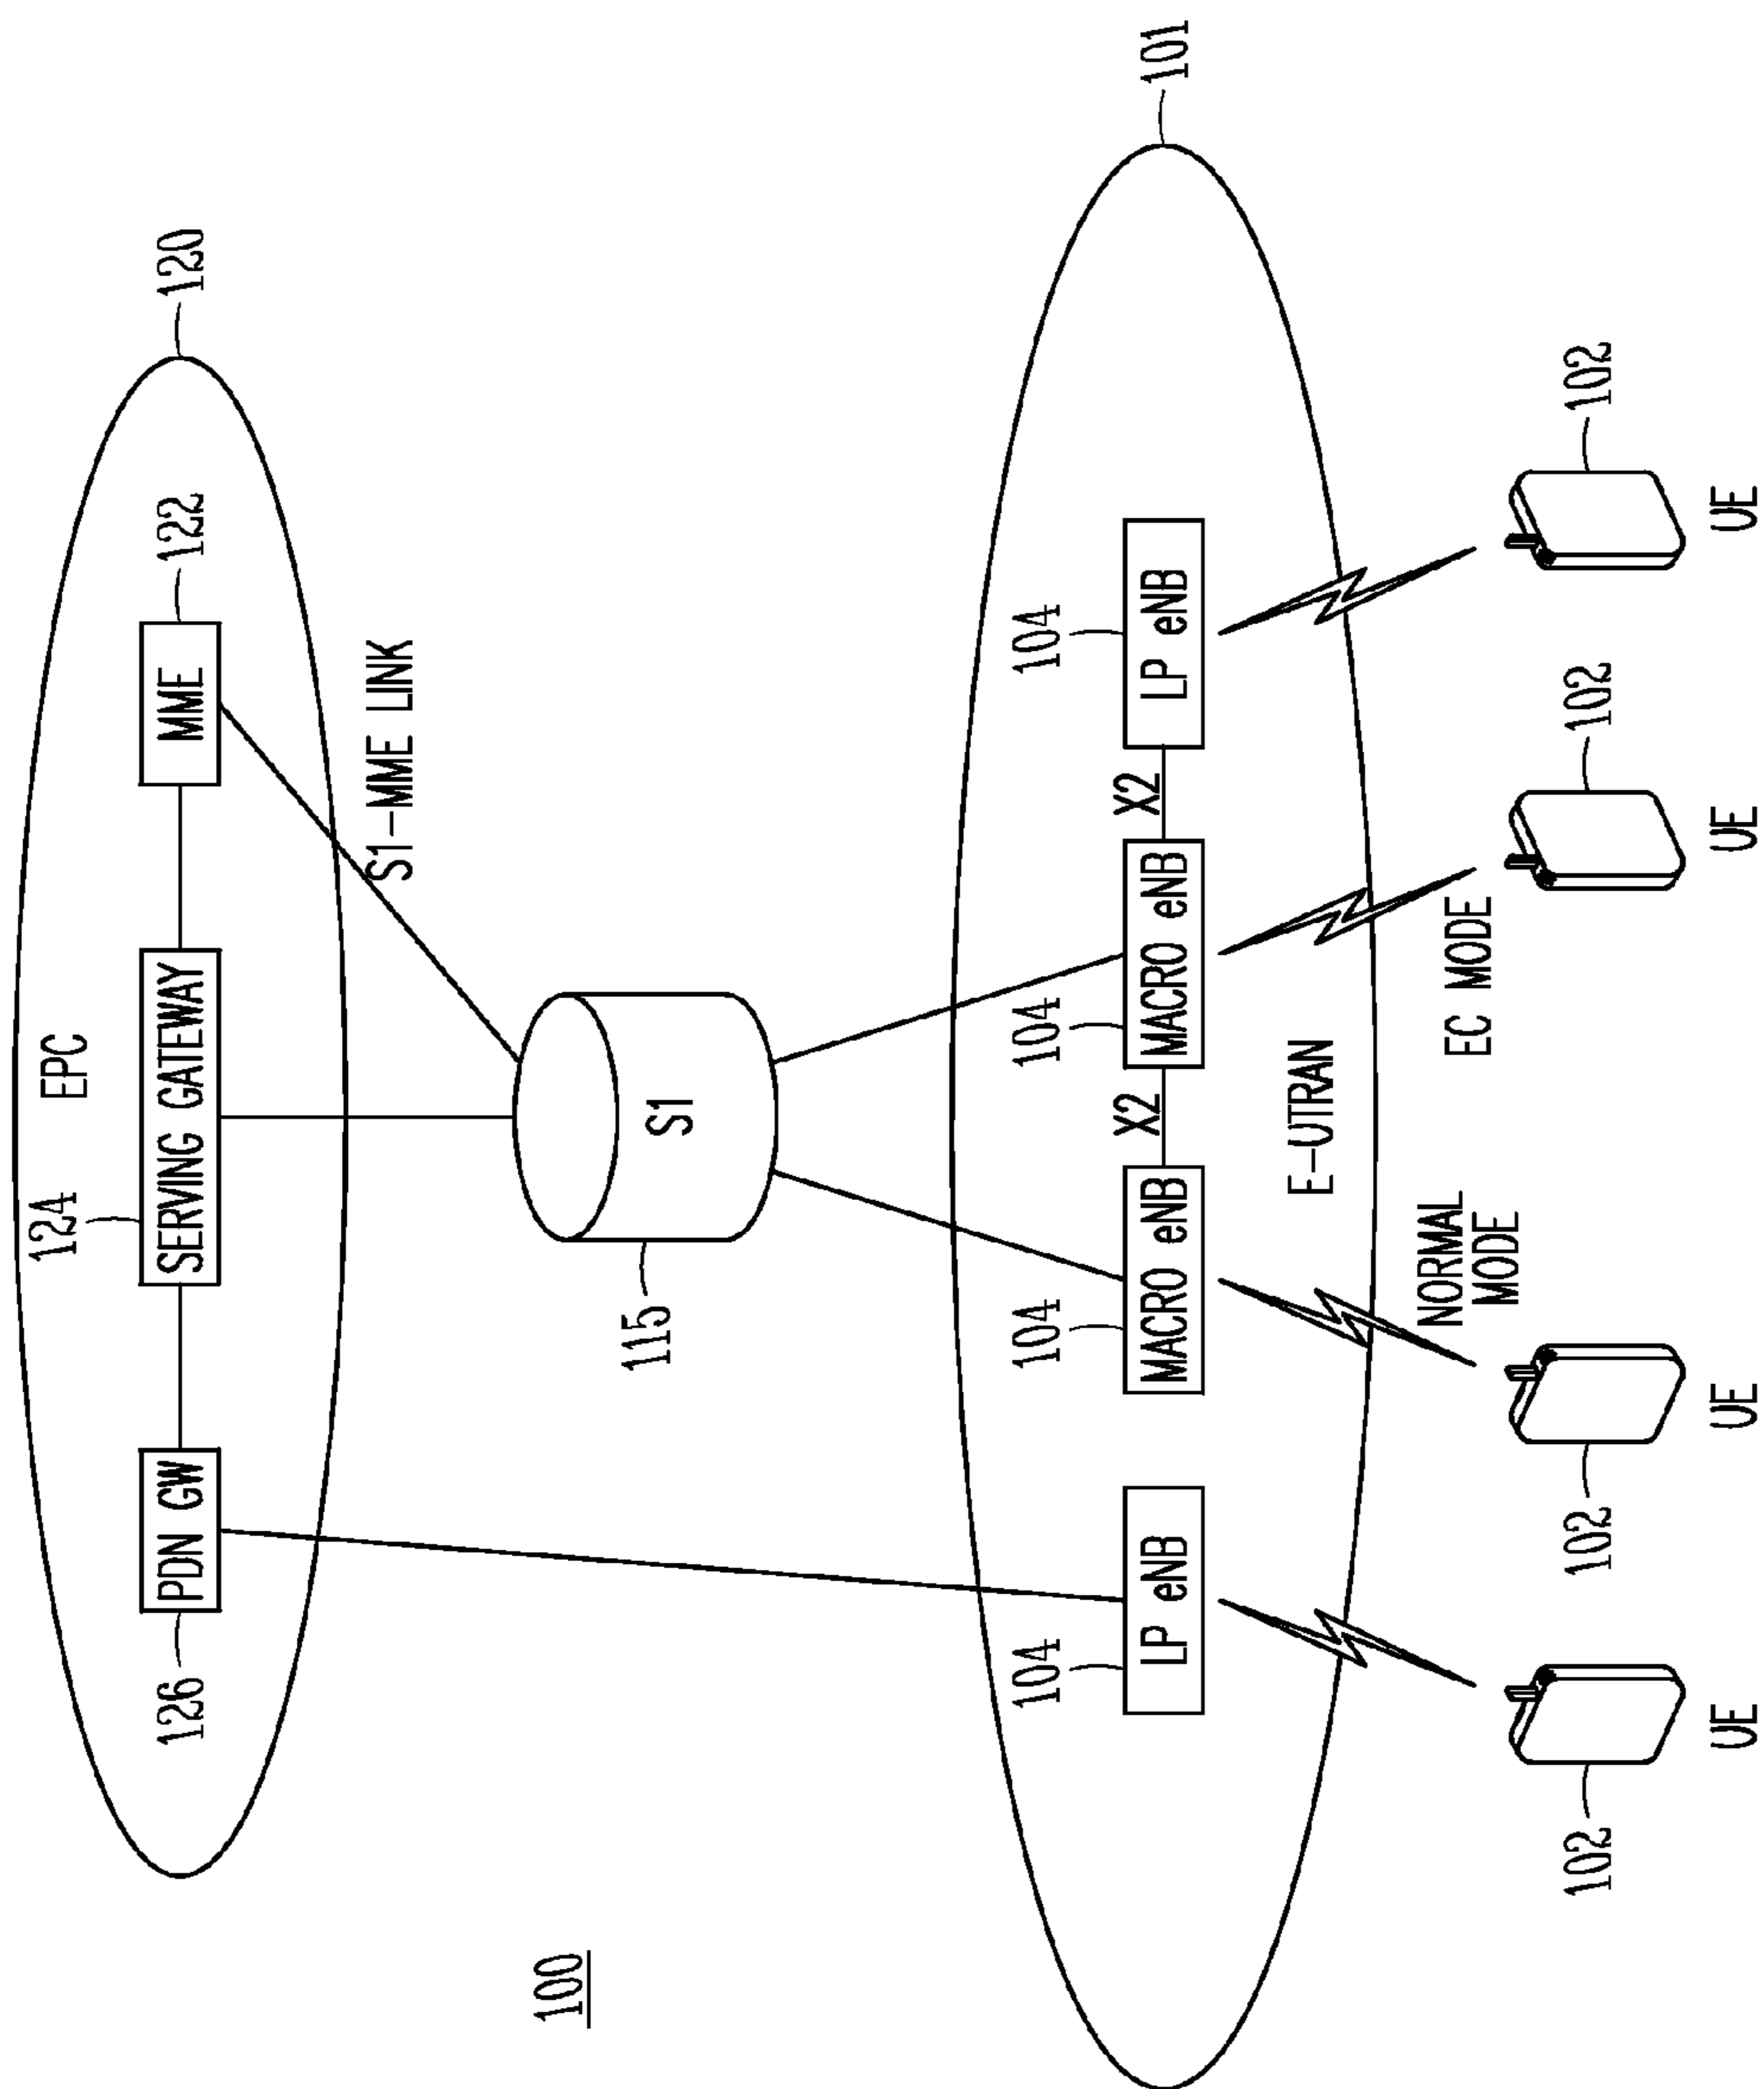 124
EPC
126
PDN GW
SERVING GATEWAY
MME
122
120
S1-MME LINK
100
115
S1
104
104
104
104
LP eNB
MACRO eNB
X2
MACRO eNB
X2
LP eNB
101
E-UTRAN
NORMAL
MODE
EC MODE
102
102
102
102
UE
UE
UE
UE